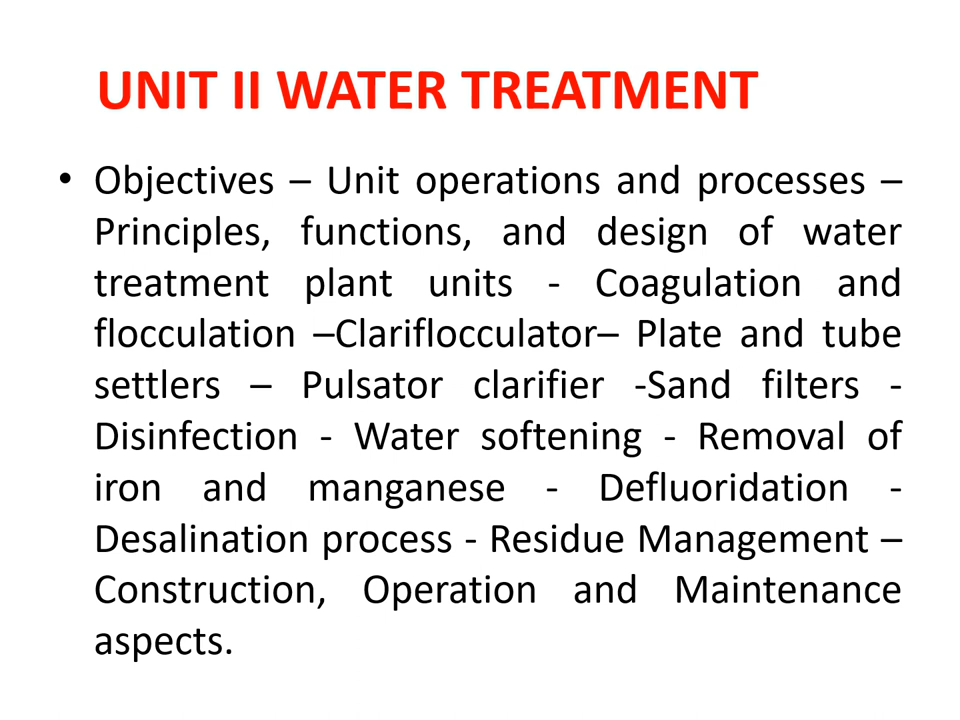 UNIT II WATER TREATMENT
• Objectives – Unit operations and processes –
Principles, functions, and design of water
treatment plant units - Coagulation and
flocculation –Clariflocculator– Plate and tube
settlers – Pulsator clarifier -Sand filters -
Disinfection - Water softening - Removal of
iron and manganese - Defluoridation -
Desalination process - Residue Management –
Construction, Operation and Maintenance
aspects.